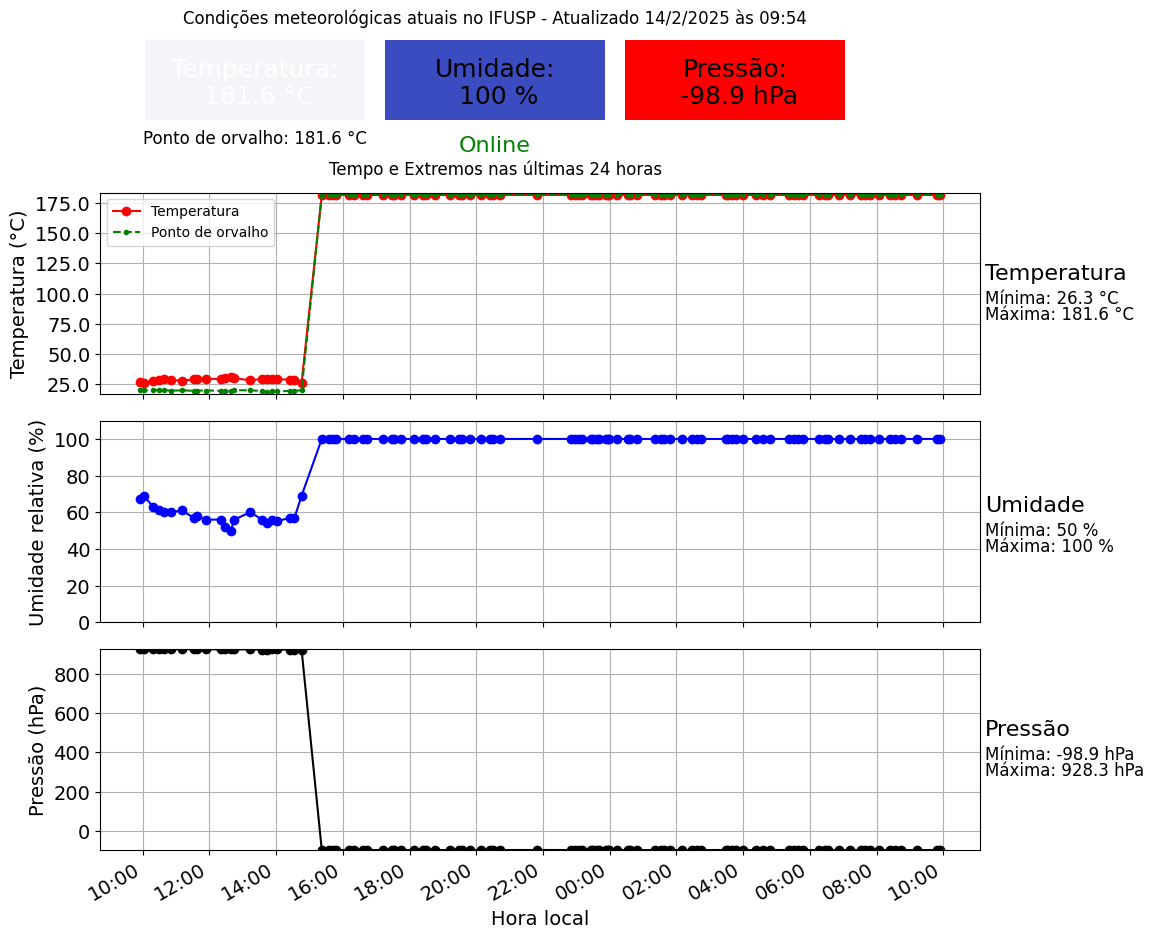 Condições meteorológicas atuais no IFUSP - Atualizado 14/2/2025 às 09:54
Temperatura:
181.6 °C
Umidade:
100 %
Pressão:
-98.9 hPa
Ponto de orvalho: 181.6 °C
Online
Tempo e Extremos nas últimas 24 horas
Temperatura (°C)
175.0
150.0
125.0
100.0
75.0
50.0
25.0
Temperatura
Ponto de orvalho
Temperatura
Mínima: 26.3 °C
Máxima: 181.6 °C
Umidade relativa (%)
100
80
60
40
20
0
Umidade
Mínima: 50 %
Máxima: 100 %
Pressão (hPa)
800
600
400
200
0
Pressão
Mínima: -98.9 hPa
Máxima: 928.3 hPa
10:00 12:00 14:00 16:00 18:00 20:00 22:00 00:00 02:00 04:00 06:00 08:00 10:00
Hora local